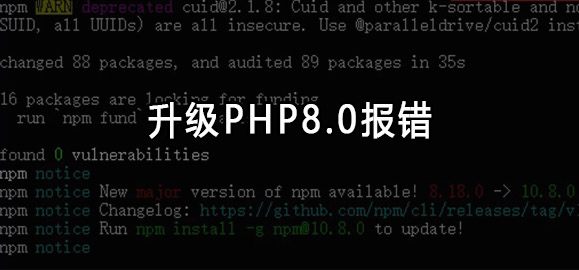 npm WARN deprecated cuid@2.1.8: Cuid and other k-sortable and no
SUID, all UUIDs) are all insecure. Use @paralleldrive/cuid2 inst
changed 88 packages, and audited 89 packages in 35s
16 packages are looking for funding
run `npm fund` for details
升级PHP8.0报错
found 0 vulnerabilities
npm notice
npm notice New major version of npm available! 8.18.0 -> 10.8.0
npm notice Changelog: https://github.com/npm/cli/releases/tag/v
npm notice Run npm install -g npm@10.8.0 to update!
npm notice